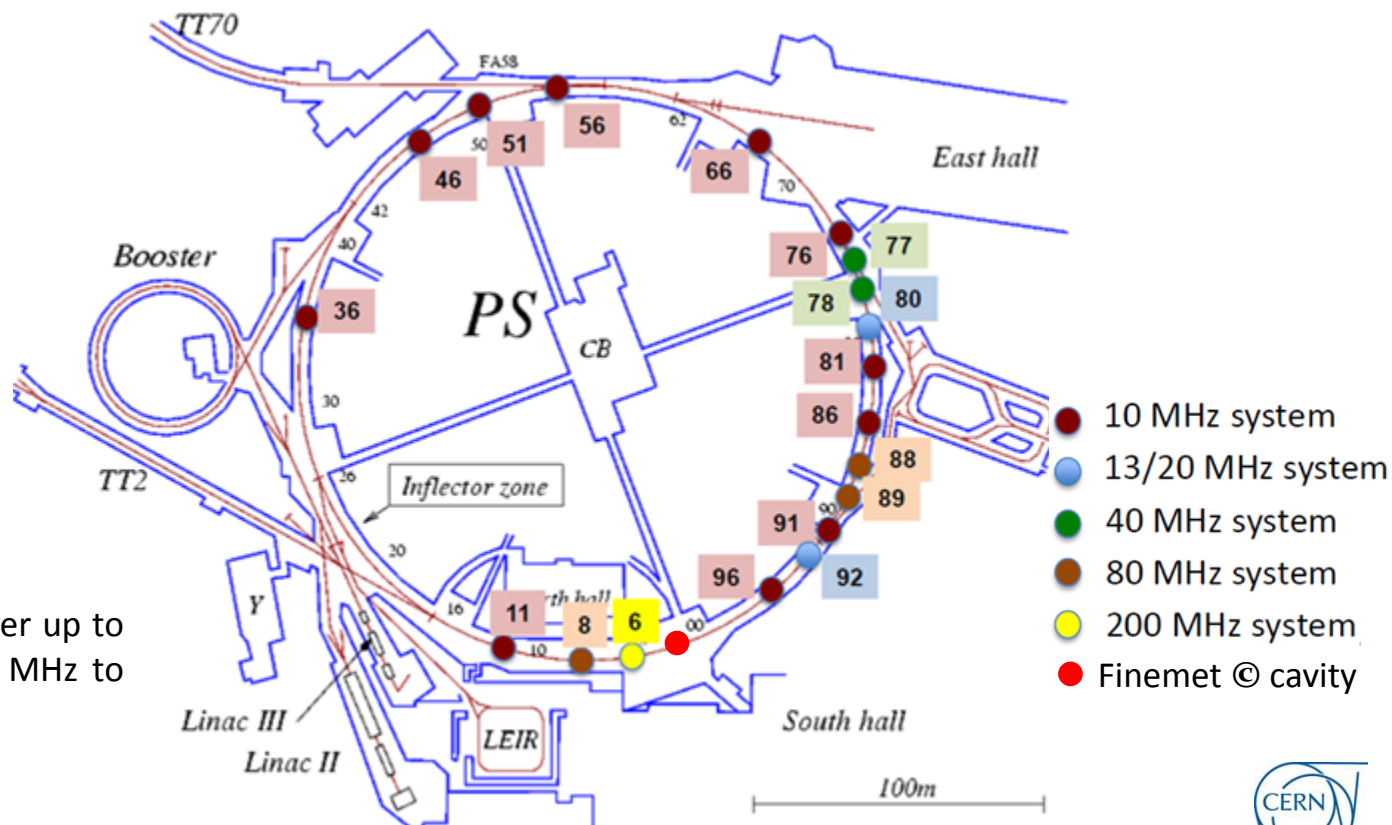 TT70
FA58
56
62
51
50
46
66
East hall
70
42
40
77
76
Booster
PS
78
80
36
CB
81
30
86
10 MHz system
88
13/20 MHz system
TT2
26
Inflector zone
89
40 MHz system
90
91
20
92
80 MHz system
96
Y
16
11
8
6
200 MHz system
er up to
00
10
MHz to
Finemet © cavity
Linac III
South hall
LEIR
Linac II
100m
CERN